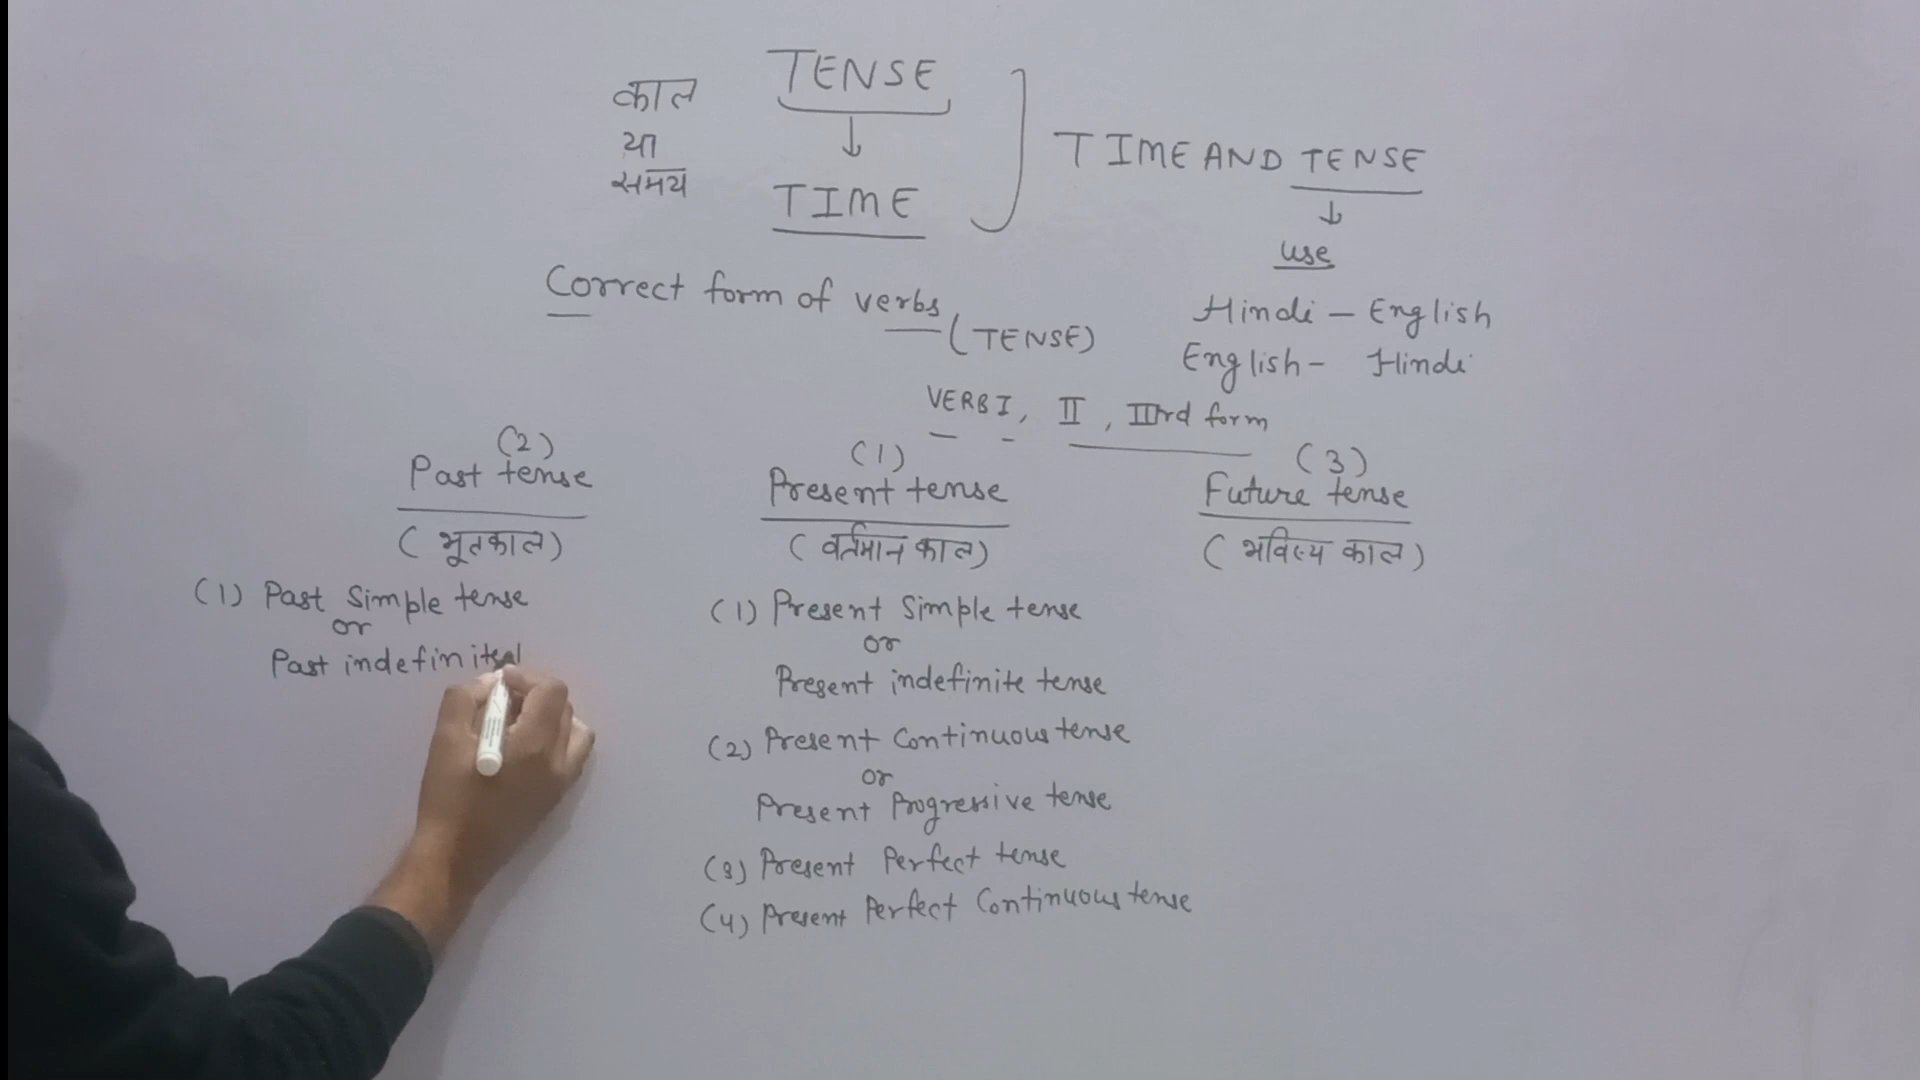 काल
या
समय
TENSE
↓
TIME
TIME AND TENSE
↓
use
Hindi - English
English - Hindi
Correct form of verbs
(TENSE)
VERB I, II, IIIrd form
(2)
Past tense
(भूतकाल)
(1) Past Simple tense
or
Past indefinite
(1)
Present tense
(वर्तमान काल)
(1) Present Simple tense
or
Present indefinite tense
(2) Present Continuous tense
or
Present Progressive tense
(3) Present Perfect tense
(4) Present Perfect Continuous tense
(3)
Future tense
(भविष्य काल)